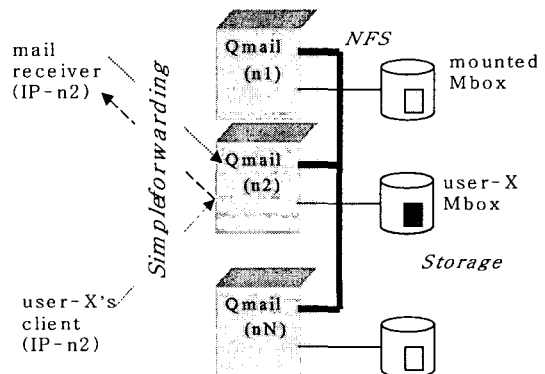 mail
receiver
(IP-n2)
Simpleforwarding
user-X's
client
(IP-n2)
Qmail
(n1)
Qmail
(n2)
Qmail
(nN)
NFS
mounted
Mbox
user-X
Mbox
Storage